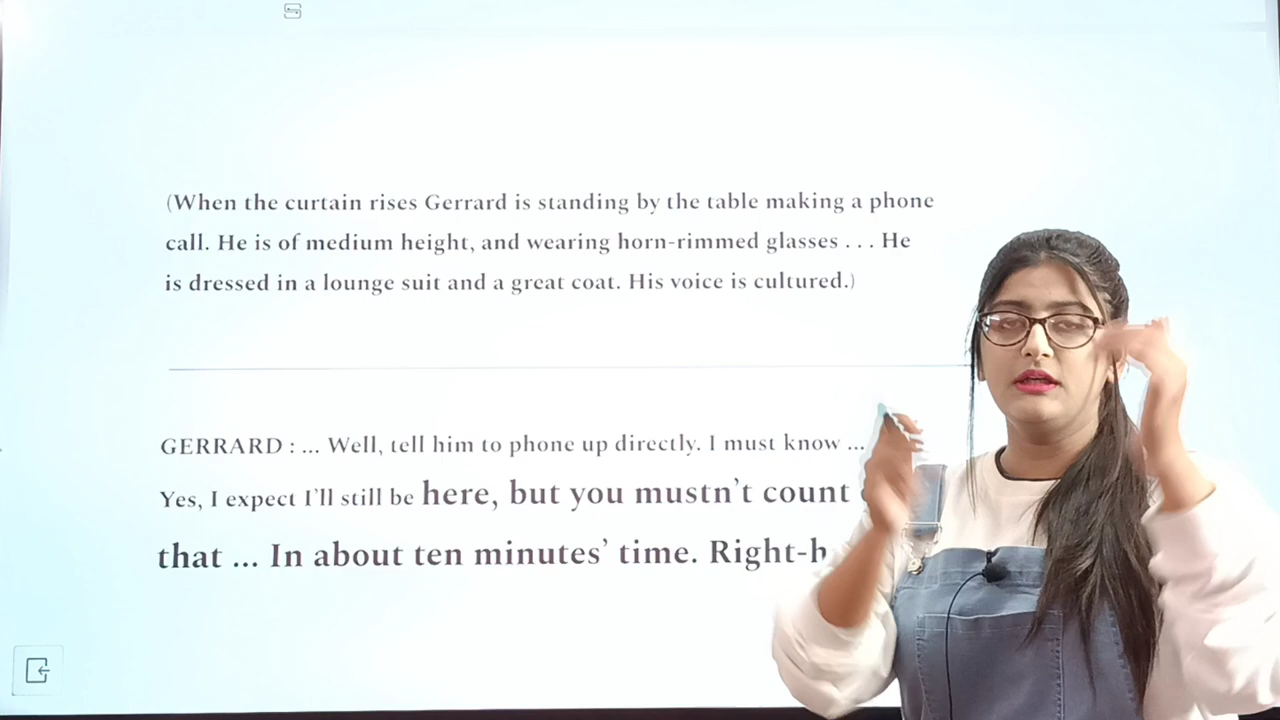 (When the curtain rises Gerrard is standing by the table making a phone
call. He is of medium height, and wearing horn-rimmed glasses . . . He
is dressed in a lounge suit and a great coat. His voice is cultured.)
GERRARD : ... Well, tell him to phone up directly. I must know ...
Yes, I expect I'll still be here, but you mustn't count
that ... In about ten minutes' time.